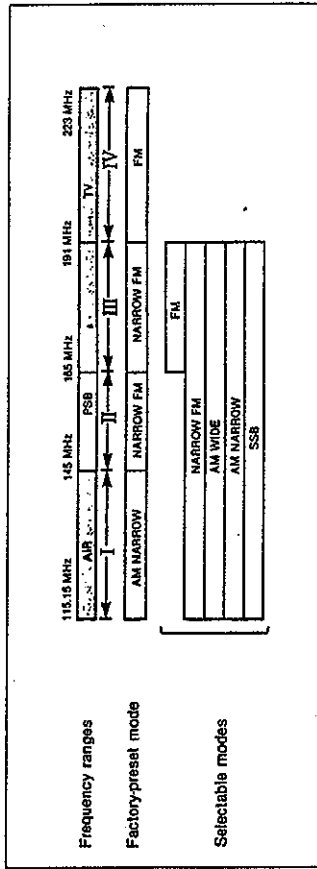 115.15 MHz 145 MHz 165 MHz 191 MHz 223 MHz
Frequency ranges AIR PSB TV
I II III IV
Factory-preset mode AM NARROW NARROW FM NARROW FM FM
Selectable modes
FM
NARROW FM
AM WIDE
AM NARROW
SSB